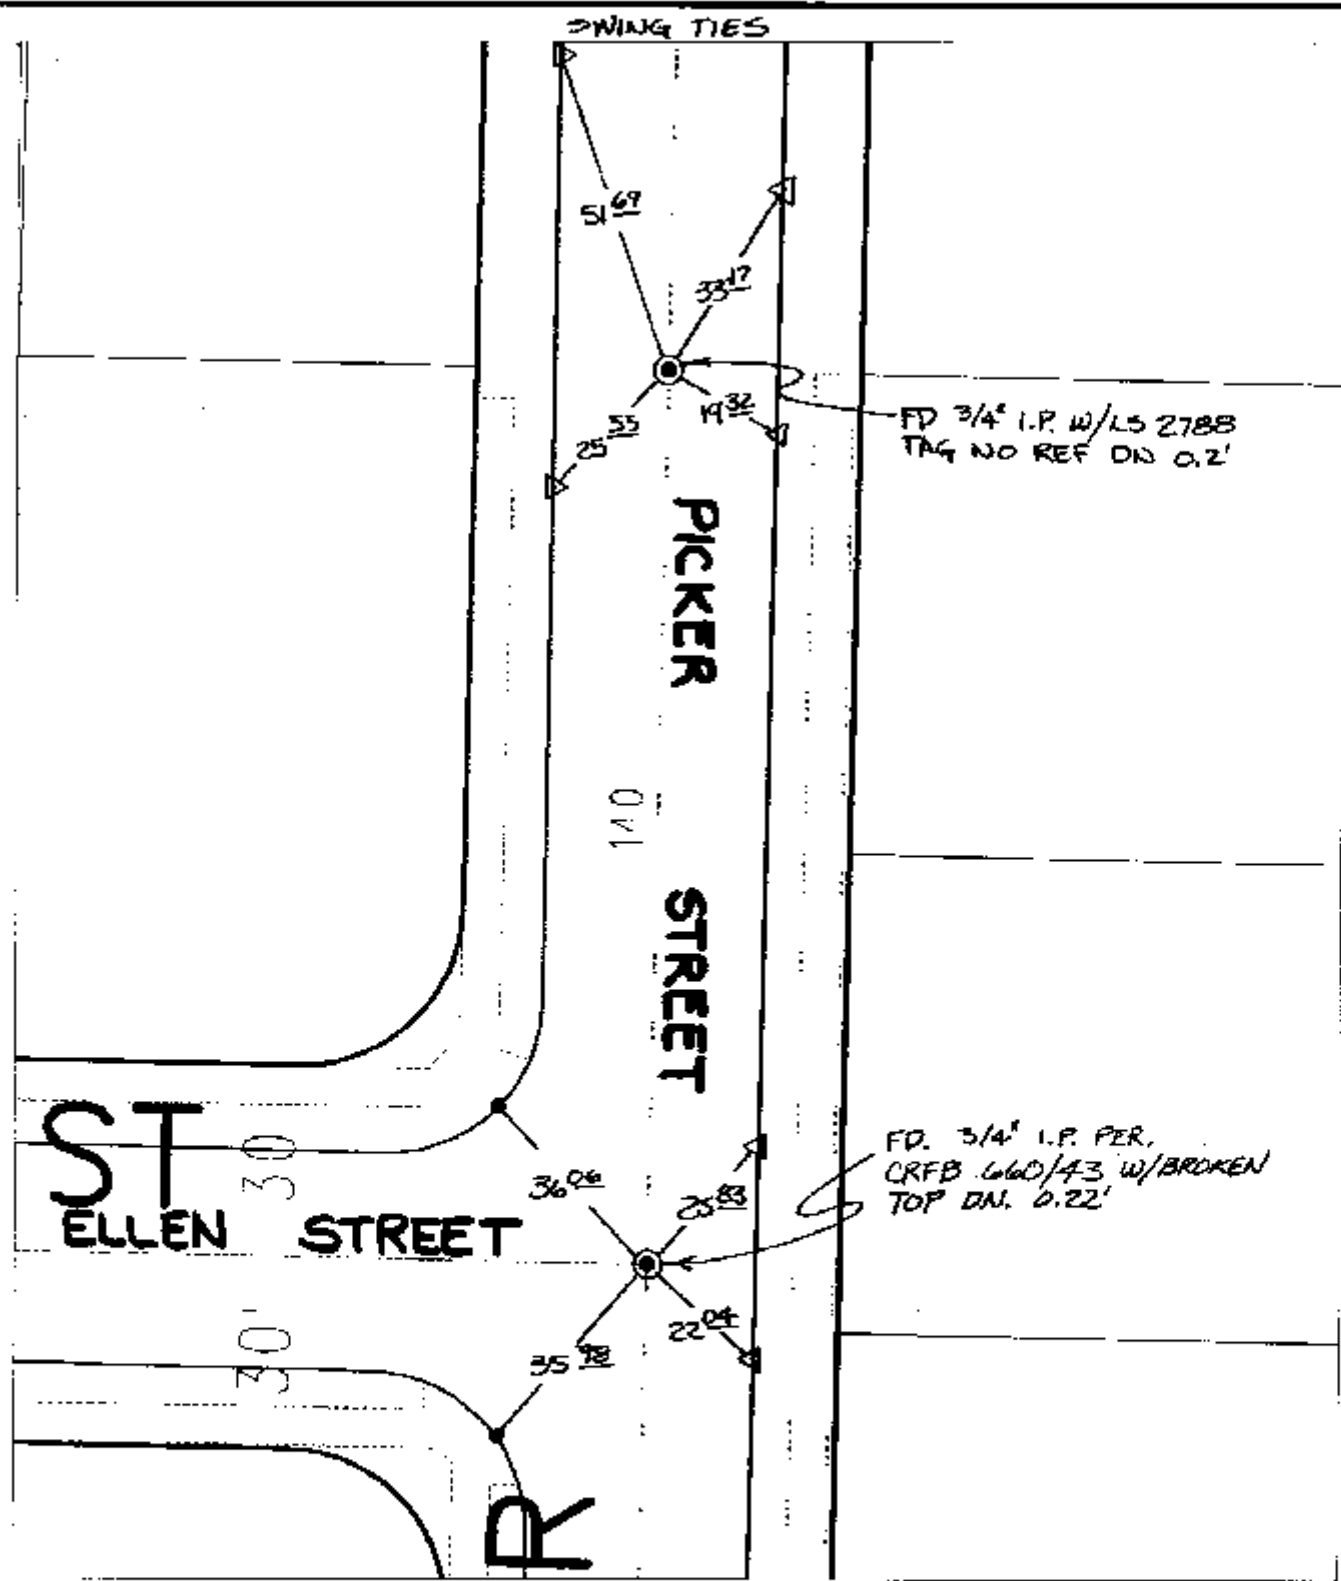 SWING TIES
51 69
33 17
25 55
19 32
FD 3/4" I.P. W/LS 2788
TAG NO REF DN 0.2'
PICKER
STREET
140
ST
30
ELLEN STREET
36 06
25 83
FD. 3/4" I.P. PER.
CRFB 660/43 W/BROKEN
TOP DN. 0.22'
22 04
30'
35 98
R